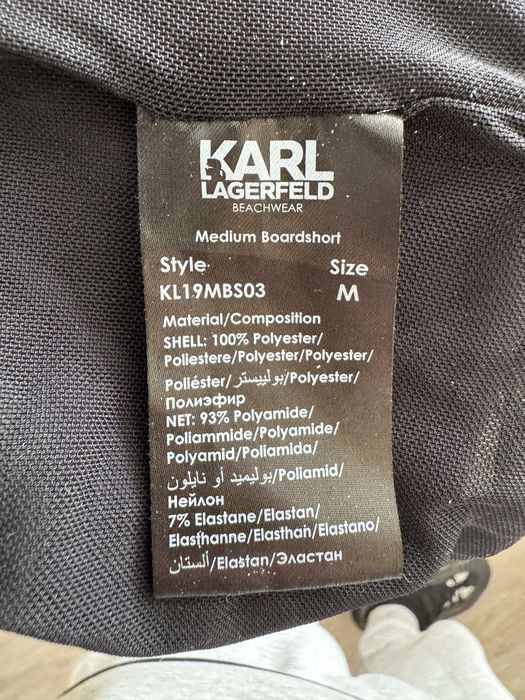 KARL
LAGERFELD
BEACHWEAR
Medium Boardshort
Style Size
KL19MBS03 M
Material/Composition
SHELL: 100% Polyester/
Poliestere/Polyester/Polyester/
Poliéster/بوليستر/Polyester/
Полиэфир
NET: 93% Polyamide/
Poliammide/Polyamide/
Polyamid/Poliamida/
بوليميد أو نايلون/Poliamid/
Нейлон
7% Elastane/Elastan/
Elasthanne/Elasthan/Elastano/
ألستان/Elastan/Эластан